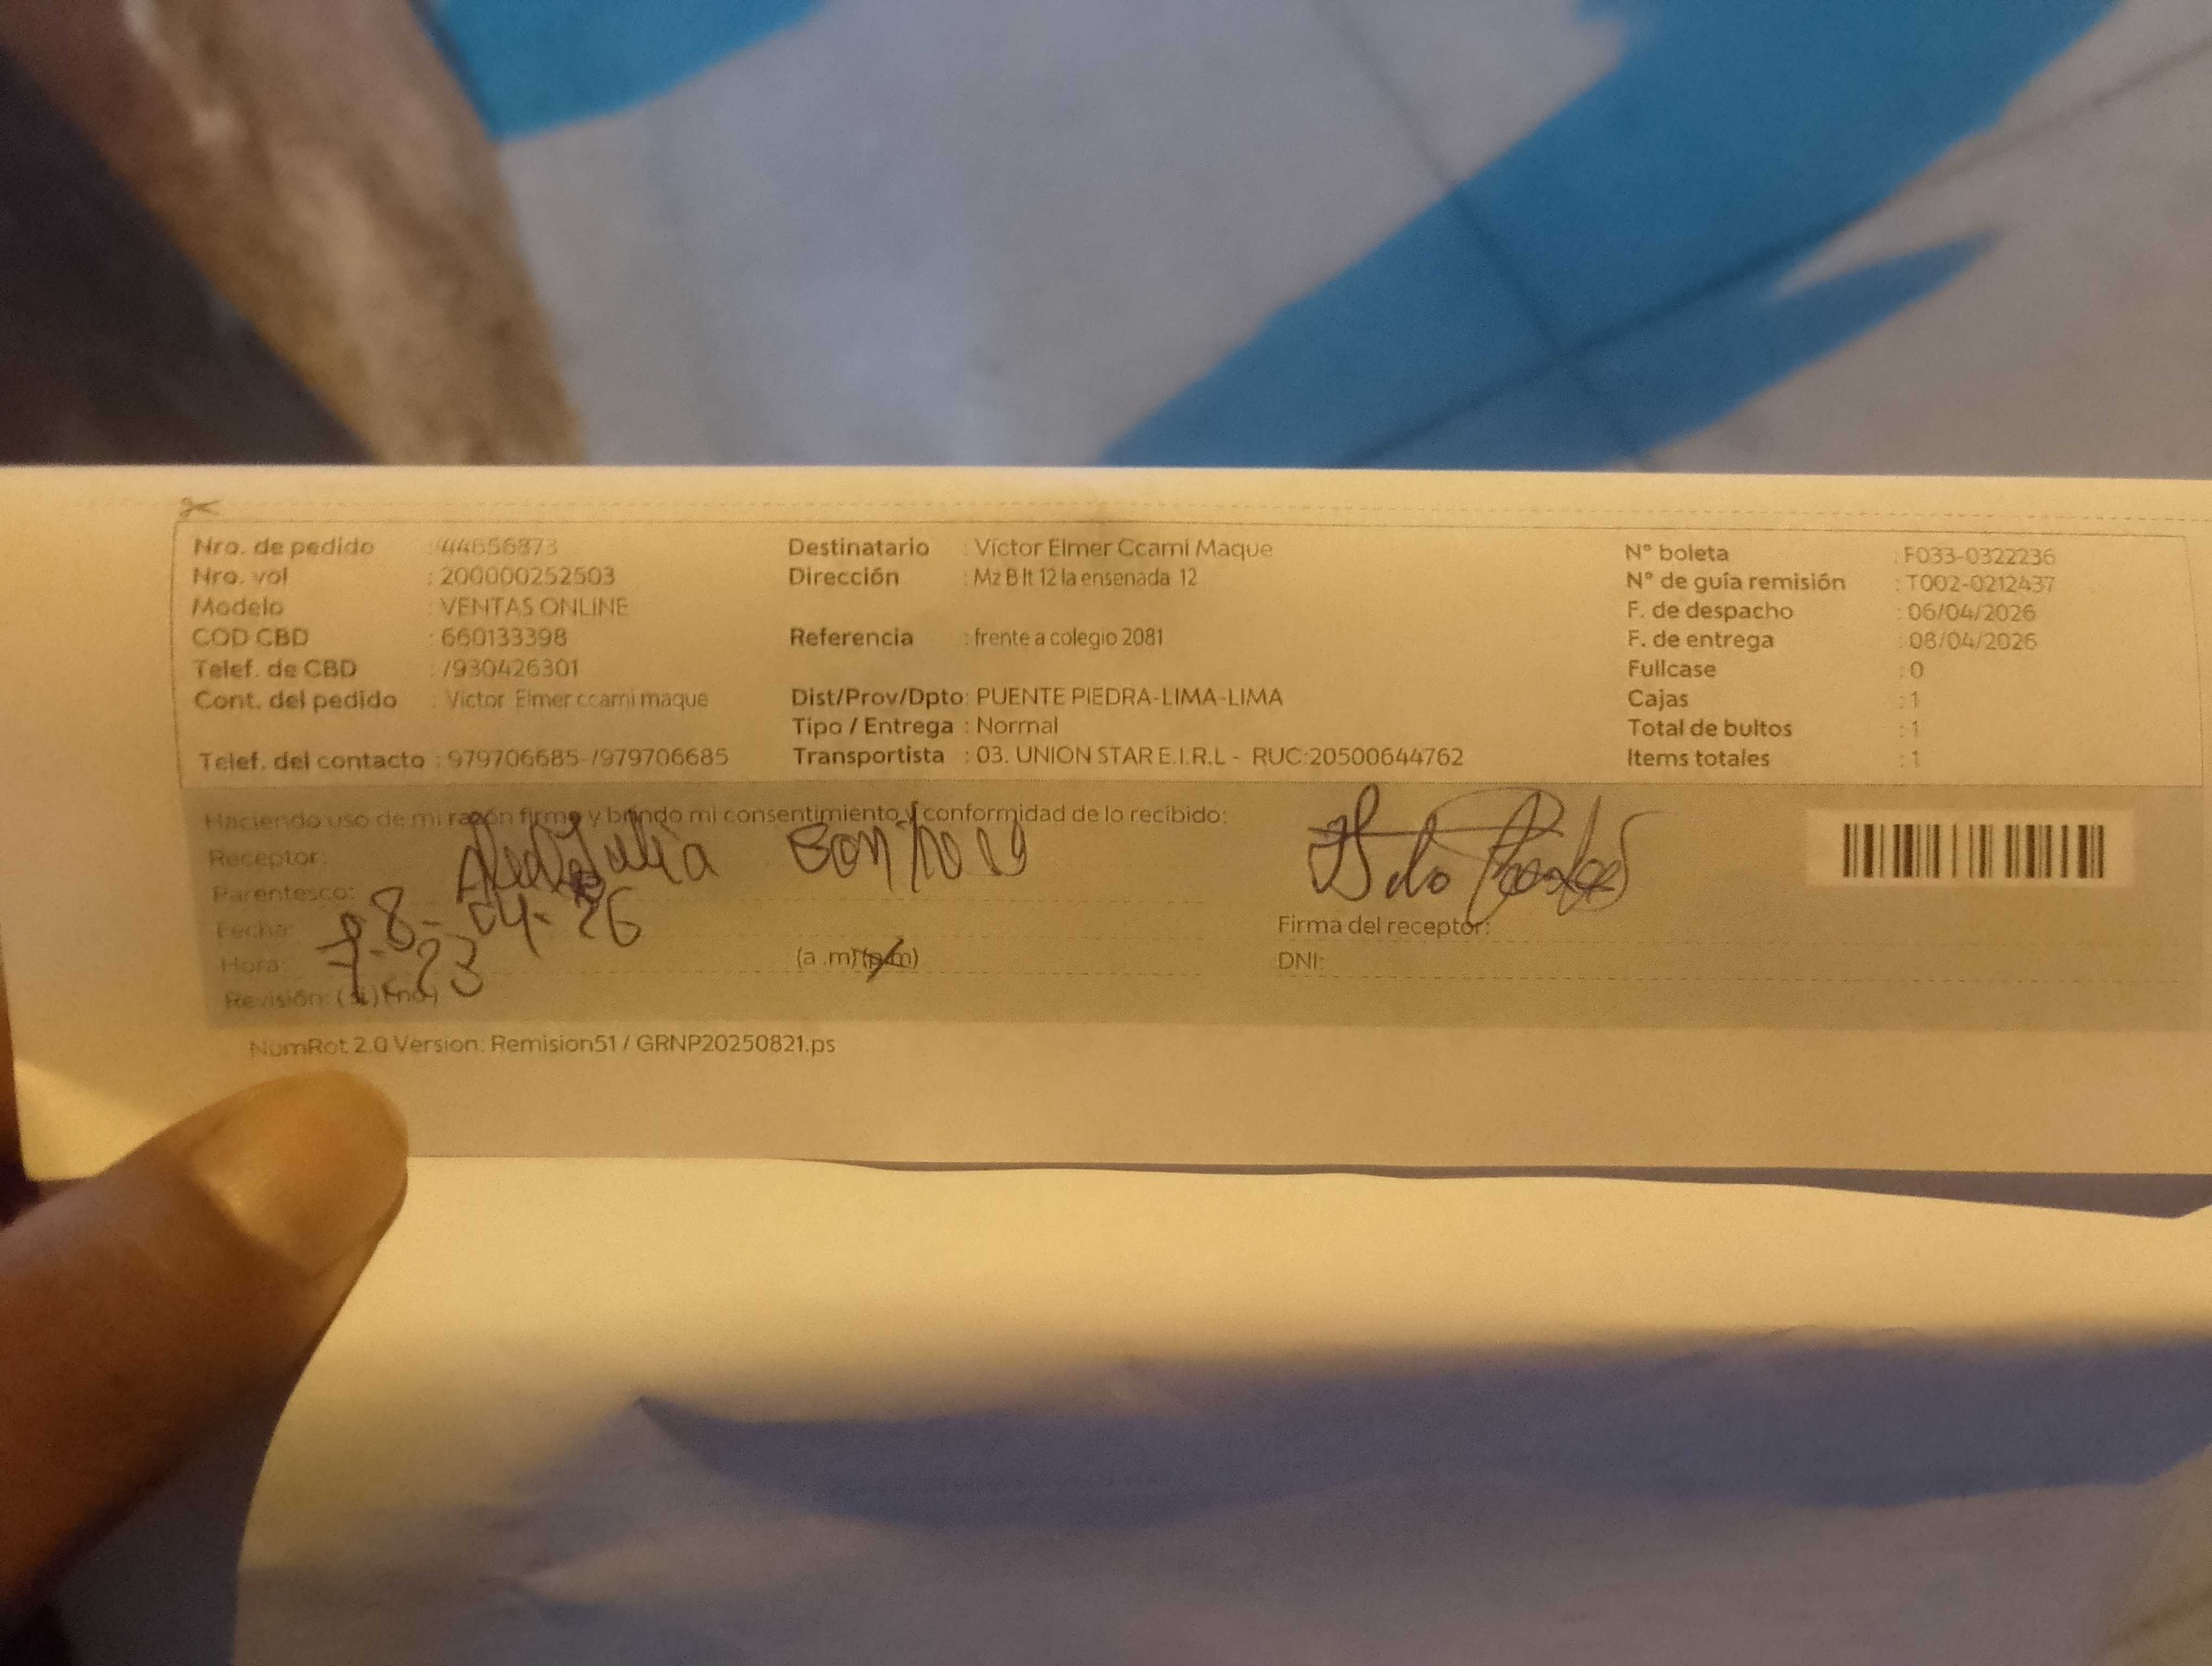 Nro. de pedido : 44656873
Nro. vol : 200000252503
Modelo : VENTAS ONLINE
COD CBD : 660133398
Telef. de CBD : /930426301
Cont. del pedido : Victor Elmer ccami maque
Telef. del contacto : 979706685-/979706685
Destinatario : Victor Elmer Ccami Maque
Dirección : Mz B lt 12 la ensenada 12
Referencia : frente a colegio 2081
Dist/Prov/Dpto: PUENTE PIEDRA-LIMA-LIMA
Tipo / Entrega : Normal
Transportista : 03. UNION STAR E.I.R.L - RUC:20500644762
N° boleta : F033-0322236
N° de guía remisión : T002-0212437
F. de despacho : 06/04/2026
F. de entrega : 08/04/2026
Fullcase : 0
Cajas : 1
Total de bultos : 1
Items totales : 1
Haciendo uso de mi razón firmo y brindo mi consentimiento y conformidad de lo recibido:
Receptor:
Parentesco:
Fecha: 8-04-26
Hora: 7:23 (a .m) (p.m)
Revisión: (si) (no)
Firma del receptor:
DNI:
NumRot 2.0 Version: Remision51 / GRNP20250821.ps